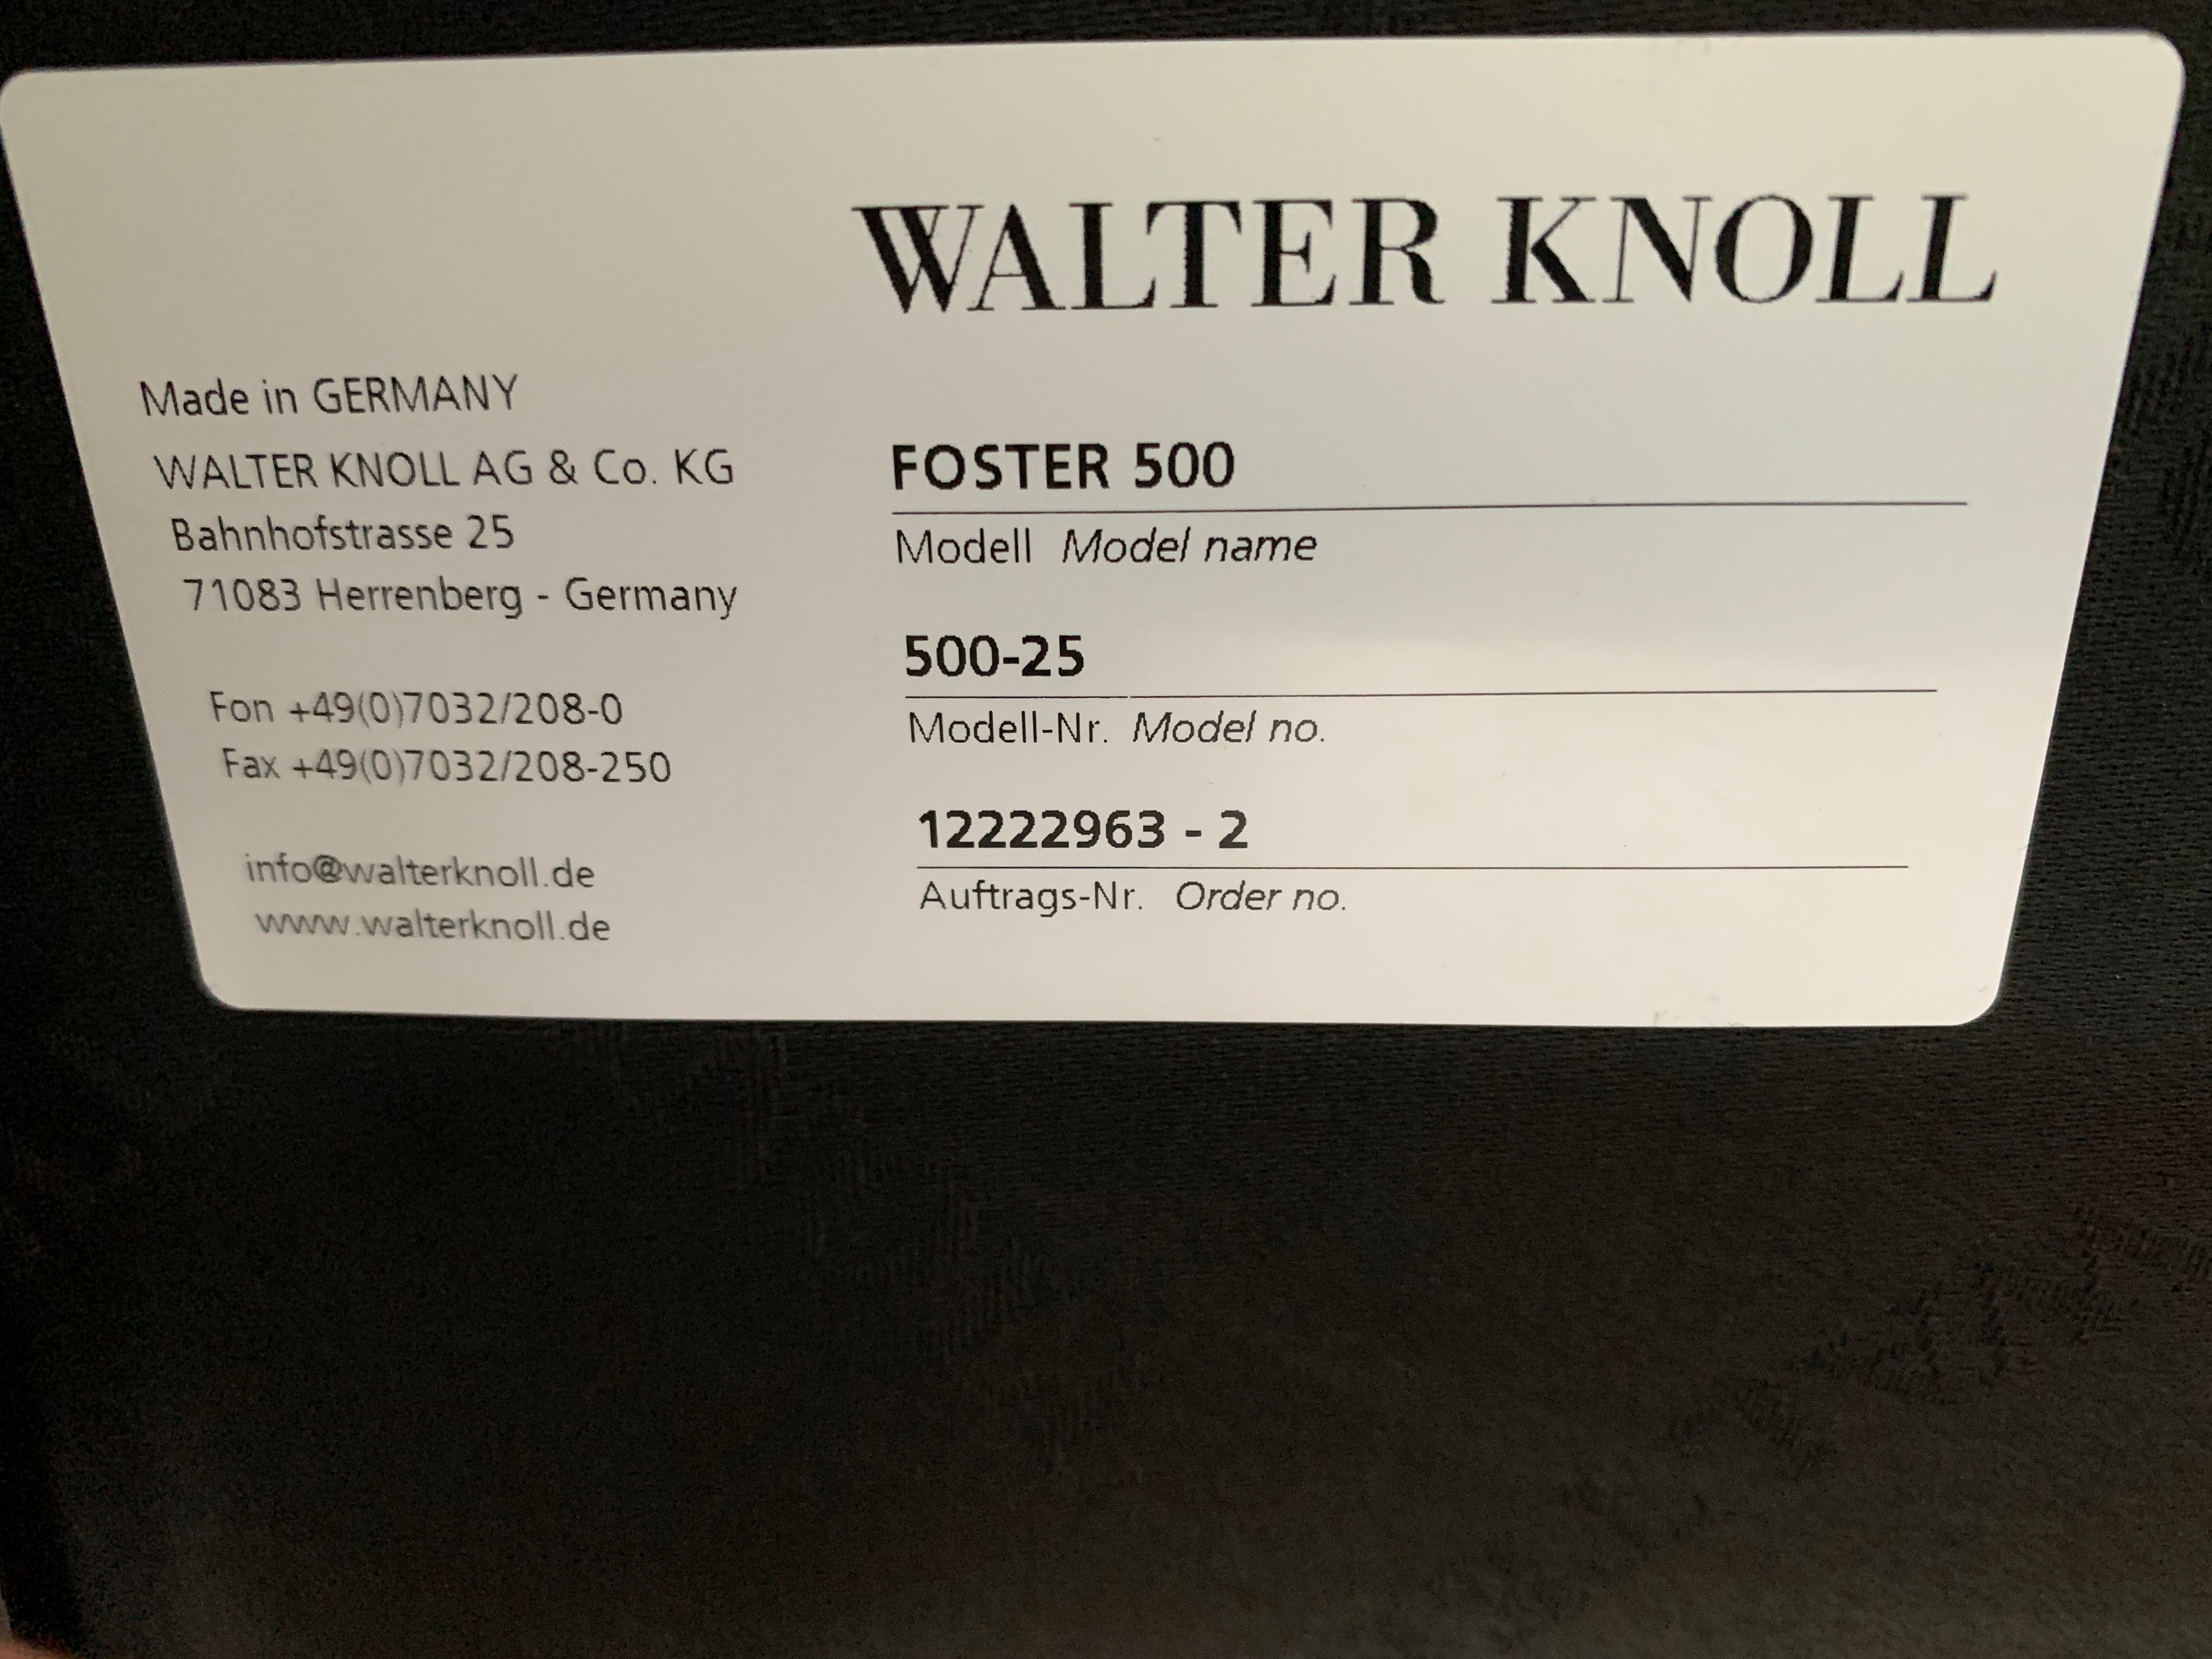 WALTER KNOLL
Made in GERMANY
WALTER KNOLL AG & Co. KG
Bahnhofstrasse 25
71083 Herrenberg - Germany
Fon +49(0)7032/208-0
Fax +49(0)7032/208-250
info@walterknoll.de
www.walterknoll.de
FOSTER 500
Modell Model name
500-25
Modell-Nr. Model no.
12222963 - 2
Auftrags-Nr. Order no.